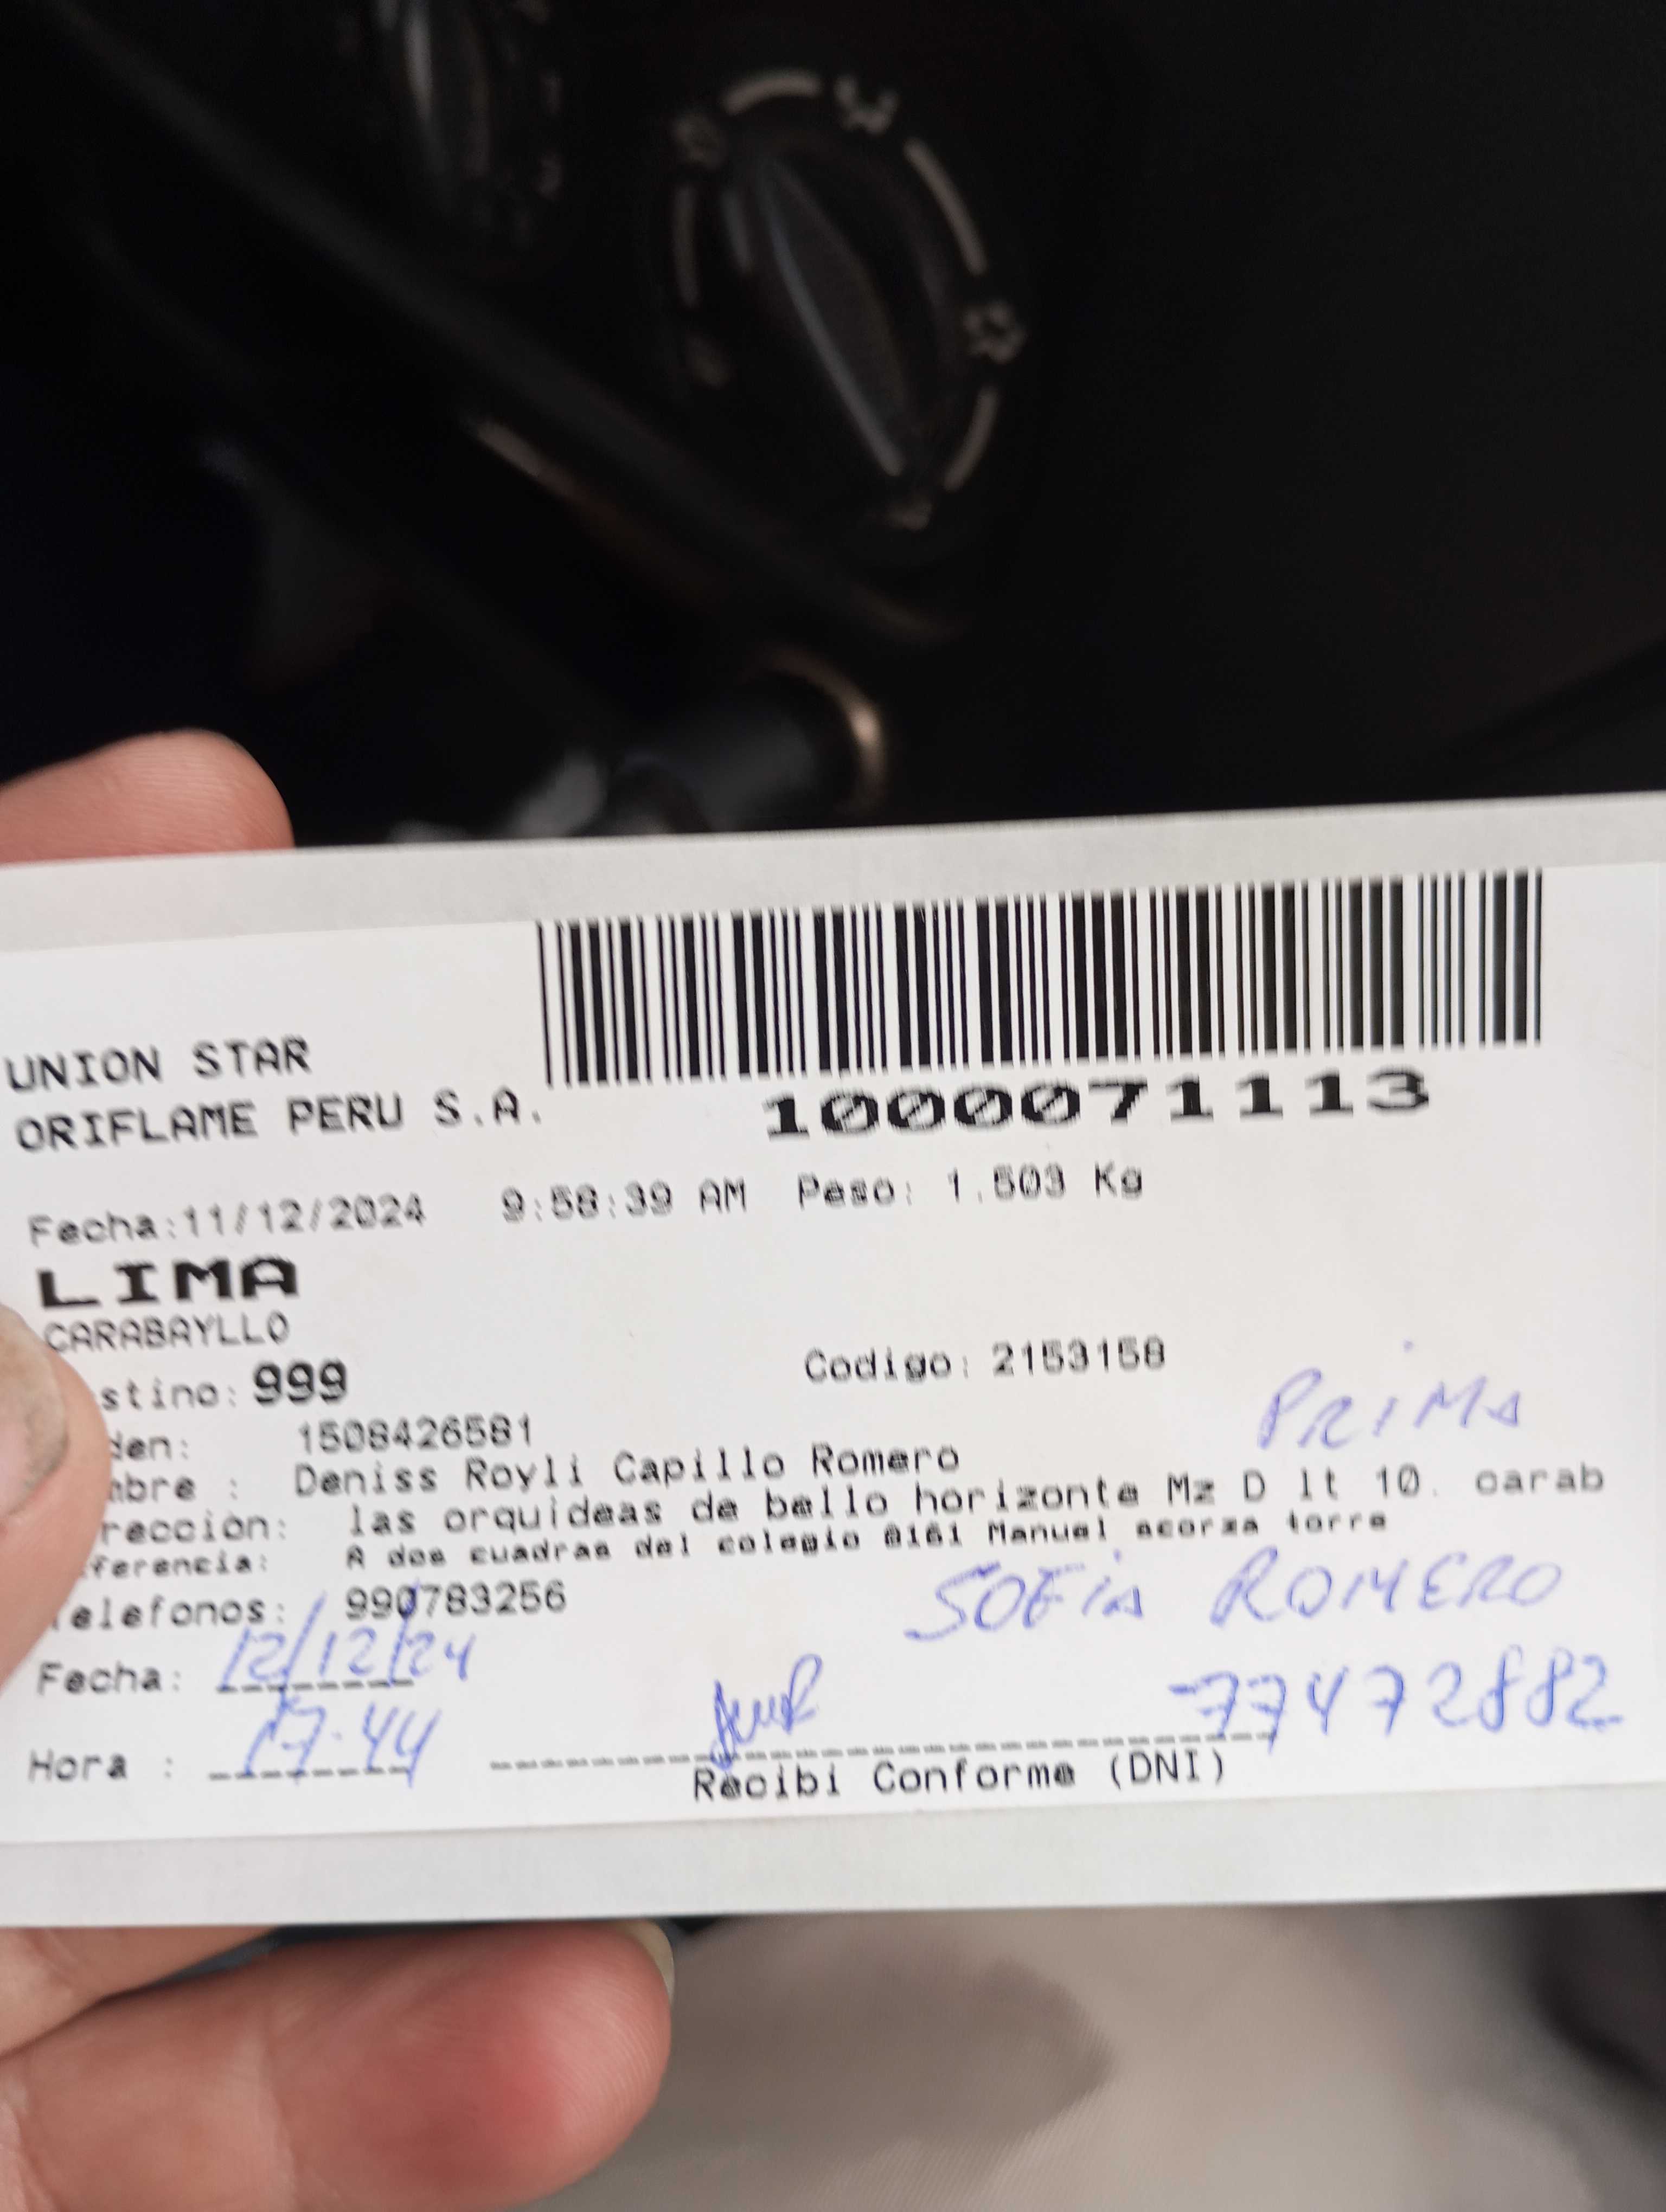 UNION STAR
ORIFLAME PERU S.A.
1000071113
Fecha:11/12/2024 9:58:39 AM Peso: 1.503 Kg
LIMA
CARABAYLLO
stino: 999 Codigo: 2153158
den: 1508426581
PRIMA
mbre : Deniss Royli Capillo Romero
reccion: las orquideas de bello horizonte Mz D lt 10. carab
ferencia: A dos cuadras del colegio 8161 Manuel scorza torre
elefonos: 990783256
SOFIA ROMERO
Fecha: 12/12/24
77472882
Hora : 17:44
Recibi Conforme (DNI)